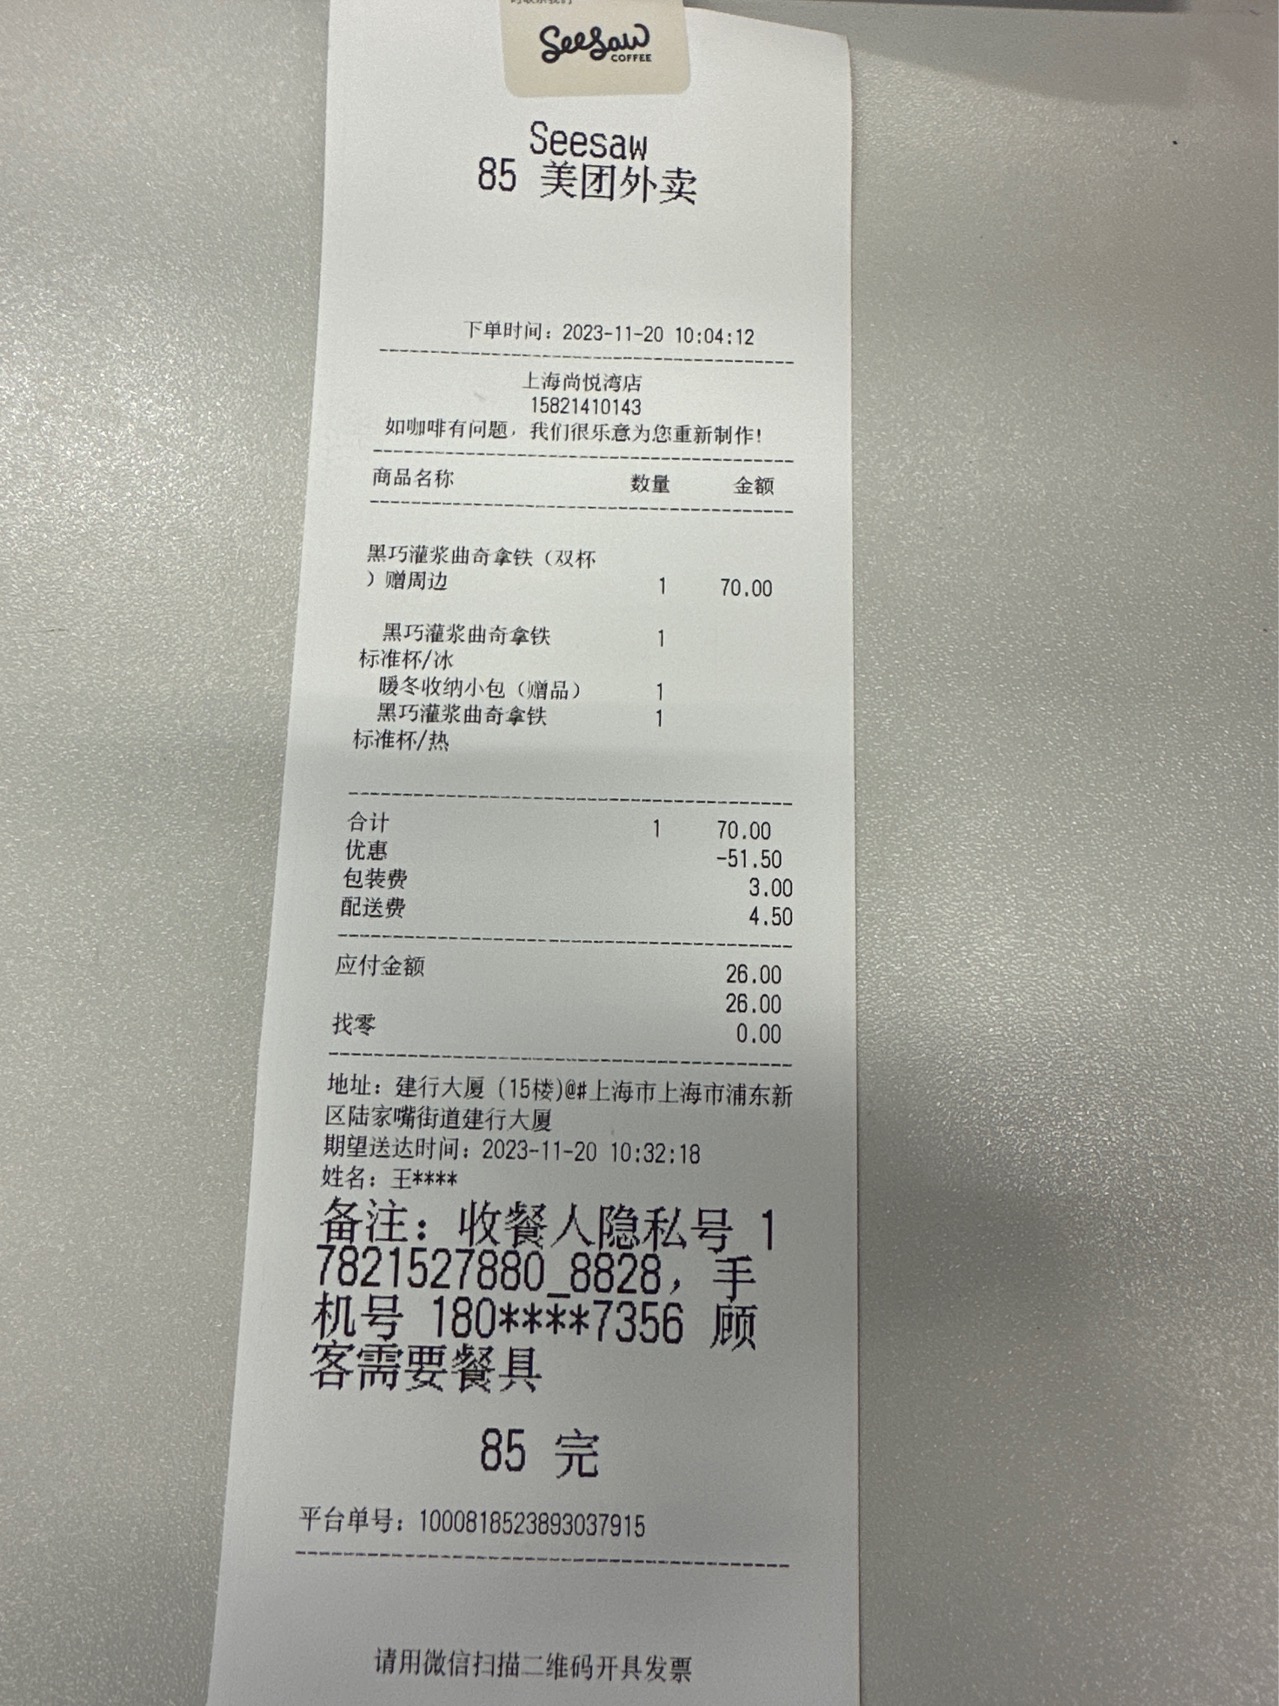 Seesaw
COFFEE
Seesaw
85 美团外卖
下单时间：2023-11-20 10:04:12
上海尚悦湾店
15821410143
如咖啡有问题，我们很乐意为您重新制作!
商品名称 数量 金额
黑巧灌浆曲奇拿铁（双杯
）赠周边 1 70.00
黑巧灌浆曲奇拿铁 1
标准杯/冰
暖冬收纳小包（赠品） 1
黑巧灌浆曲奇拿铁 1
标准杯/热
合计 1 70.00
优惠 -51.50
包装费 3.00
配送费 4.50
应付金额 26.00
26.00
找零 0.00
地址：建行大厦 (15楼)@#上海市上海市浦东新
区陆家嘴街道建行大厦
期望送达时间：2023-11-20 10:32:18
姓名：王****
备注：收餐人隐私号 1
7821527880_8828，手
机号 180****7356 顾
客需要餐具
85 完
平台单号：1000818523893037915
请用微信扫描二维码开具发票